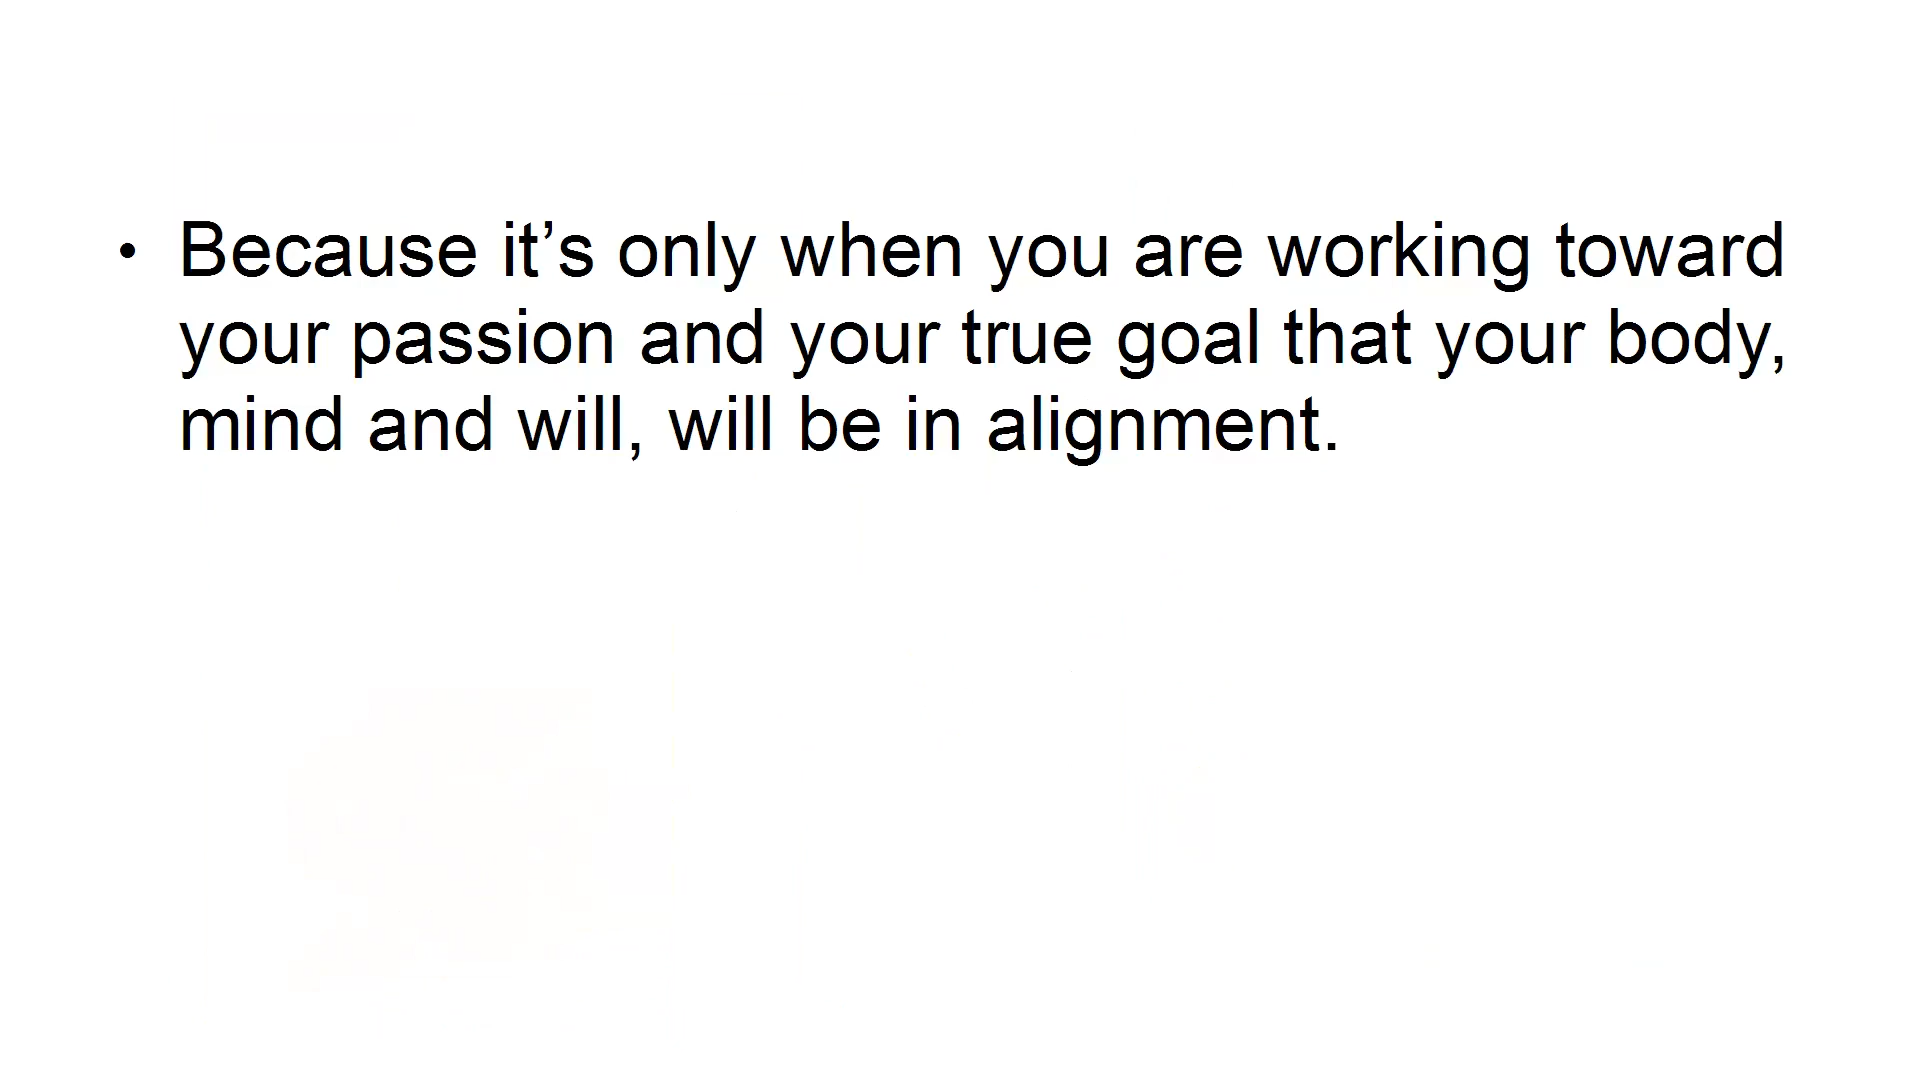 • Because it’s only when you are working toward
your passion and your true goal that your body,
mind and will, will be in alignment.